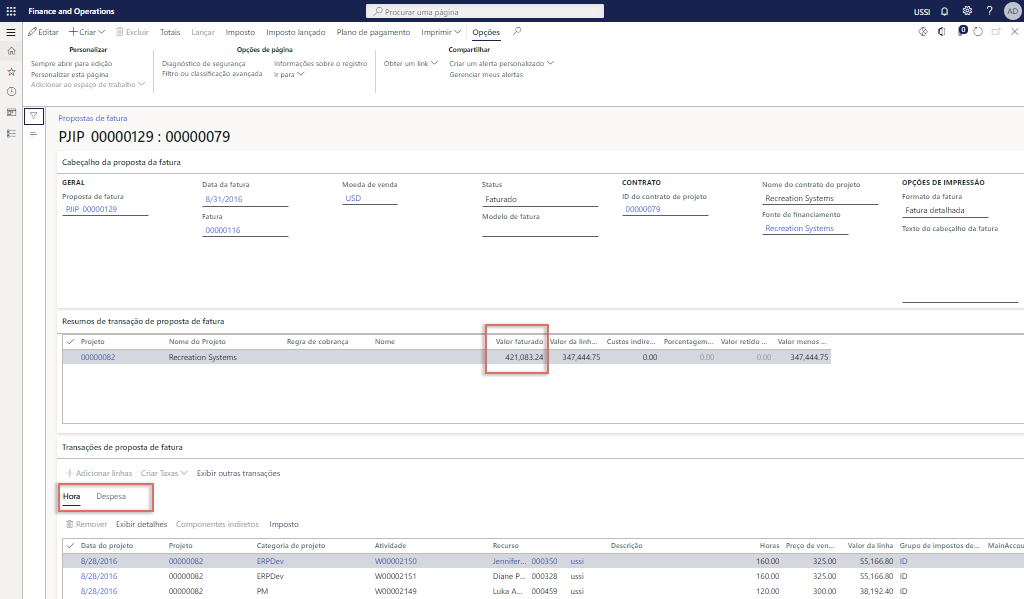 Finance and Operations
Procurar uma página
USSI
?
AD
Editar
Criar
Excluir
Totais
Lançar
Imposto
Imposto lançado
Plano de pagamento
Imprimir
Opções
0
Personalizar
Opções de página
Compartilhar
Sempre abrir para edição
Personalizar esta página
Adicionar ao espaço de trabalho
Diagnóstico de segurança
Filtro ou classificação avançada
Informações sobre o registro
Ir para
Obter um link
Criar um alerta personalizado
Gerenciar meus alertas
Propostas de fatura
PJIP_00000129 : 00000079
Cabeçalho da proposta da fatura
GERAL
Proposta de fatura
PJIP_00000129
Data da fatura
8/31/2016
Fatura
00000116
Moeda de venda
USD
Status
Faturado
Modelo de fatura
CONTRATO
ID do contrato de projeto
00000079
Nome do contrato do projeto
Recreation Systems
Fonte de financiamento
Recreation Systems
OPÇÕES DE IMPRESSÃO
Formato da fatura
Fatura detalhada
Texto do cabeçalho da fatura
Resumos de transação de proposta de fatura
Projeto Nome do Projeto Regra de cobrança Nome Valor faturado Valor da linh... Custos indire... Porcentagem... Valor retido ... Valor menos ...
00000082 Recreation Systems 421,083.24 347,444.75 0.00 0.00 0.00 347,444.75
Transações de proposta de fatura
Adicionar linhas Criar Taxas Exibir outras transações
Hora Despesa
Remover Exibir detalhes Componentes indiretos Imposto
Data do projeto Projeto Categoria de projeto Atividade Recurso Descrição Horas Preço de ven... Valor da linha Grupo de impostos de... MainAccou
8/28/2016 00000082 ERPDev W00002150 Jennifer... 000350 ussi 160.00 325.00 55,166.80 ID
8/28/2016 00000082 ERPDev W00002151 Diane P... 000328 ussi 160.00 325.00 55,166.80 ID
8/28/2016 00000082 PM W00002149 Luka A... 000459 ussi 120.00 300.00 38,192.40 ID